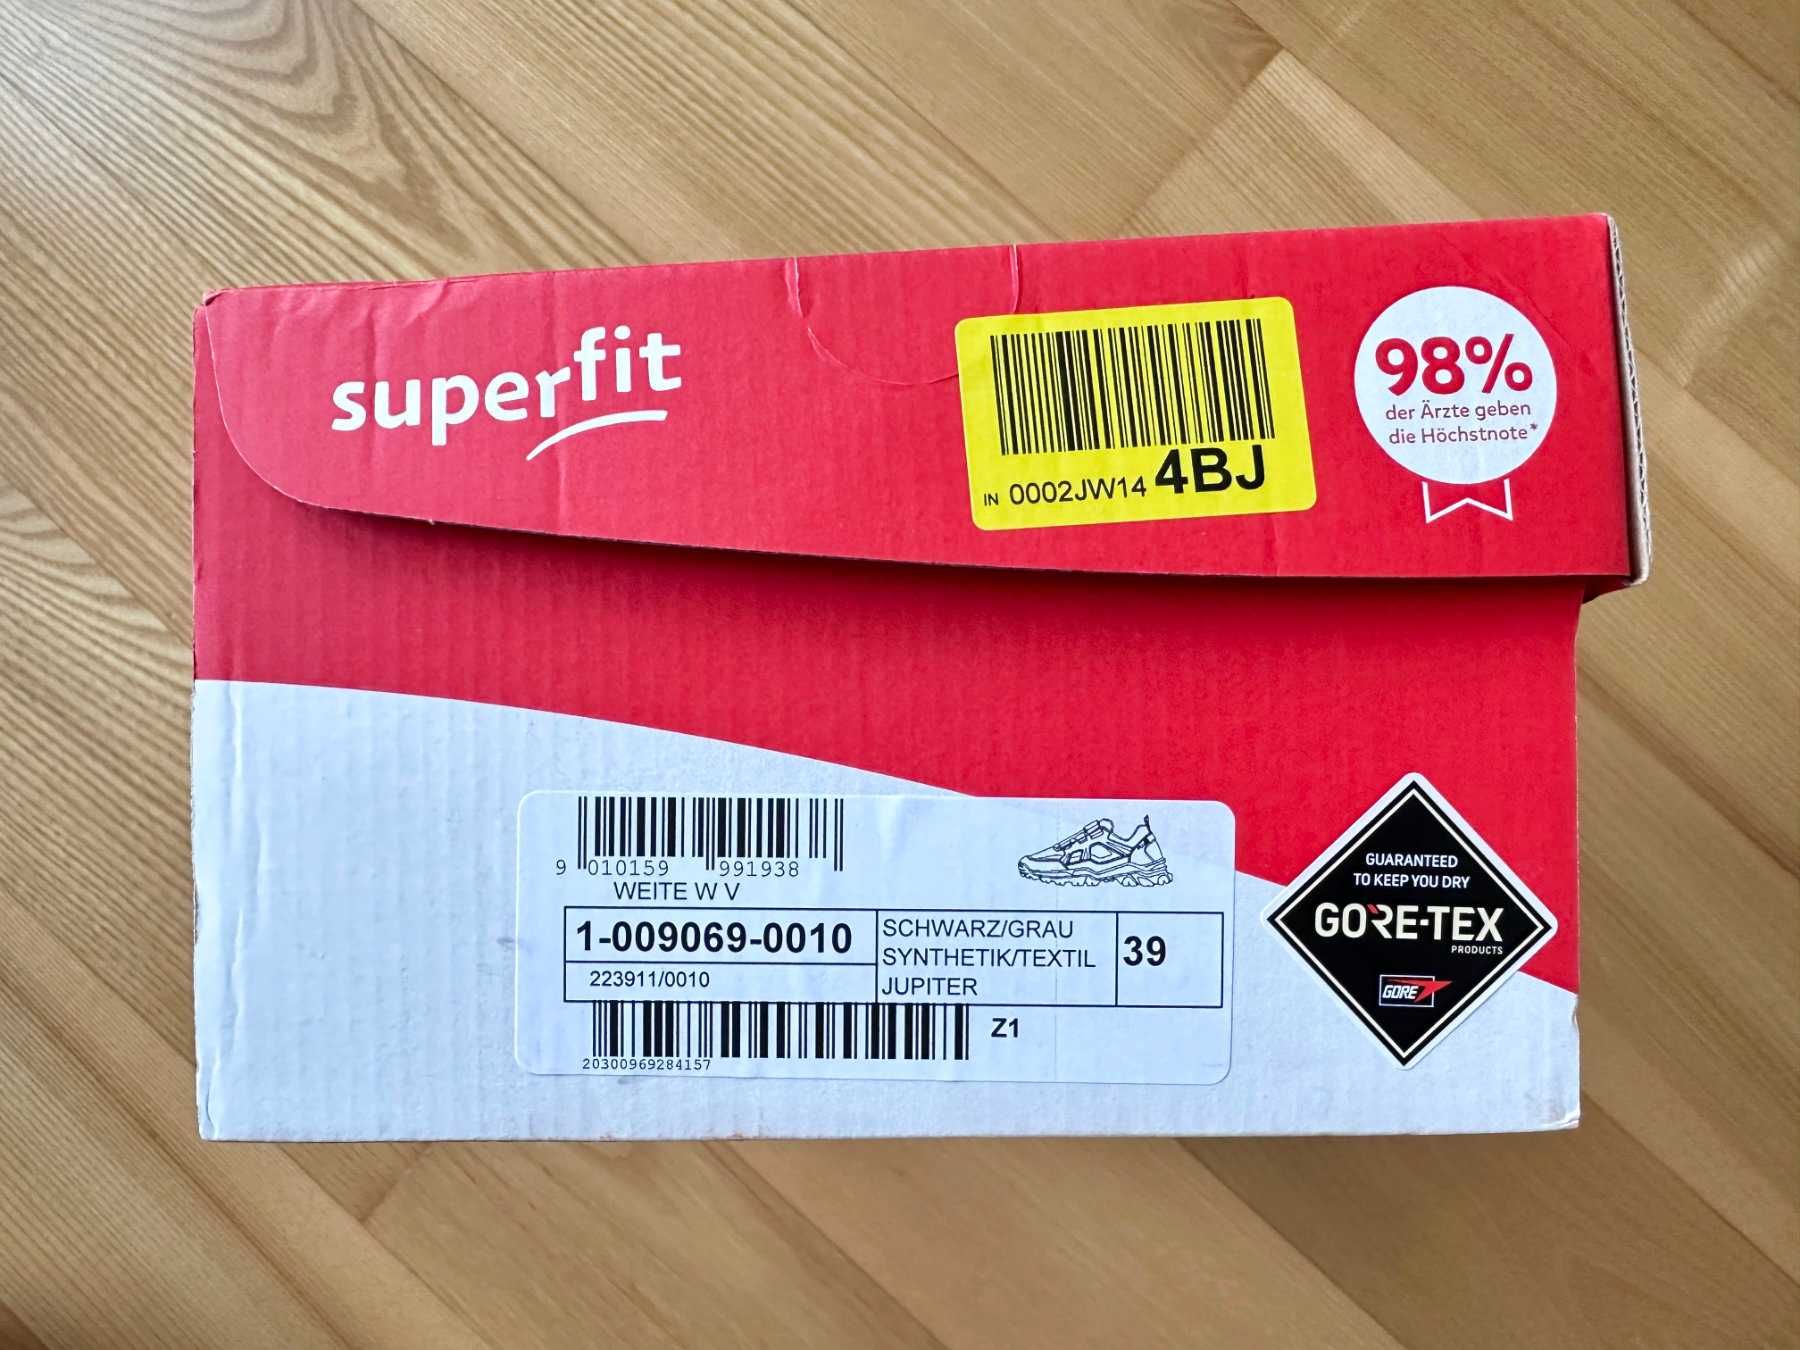 superfit
IN 0002JW14 4BJ
98%
der Ärzte geben
die Höchstnote*
9 010159 991938
WEITE W V
1-009069-0010
223911/0010
SCHWARZ/GRAU
SYNTHETIK/TEXTIL
JUPITER
39
20300969284157
Z1
GUARANTEED
TO KEEP YOU DRY
GORE-TEX
PRODUCTS
GORE